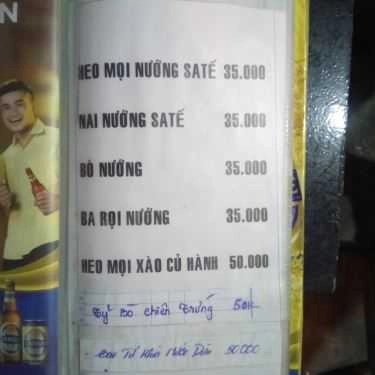 N
HEO MỌI NƯỚNG SATẾ 35.000
NAI NƯỚNG SATẾ 35.000
BÒ NƯỚNG 35.000
BA RỌI NƯỚNG 35.000
HEO MỌI XÀO CỦ HÀNH 50.000
bò chiên trứng 50k
50.000